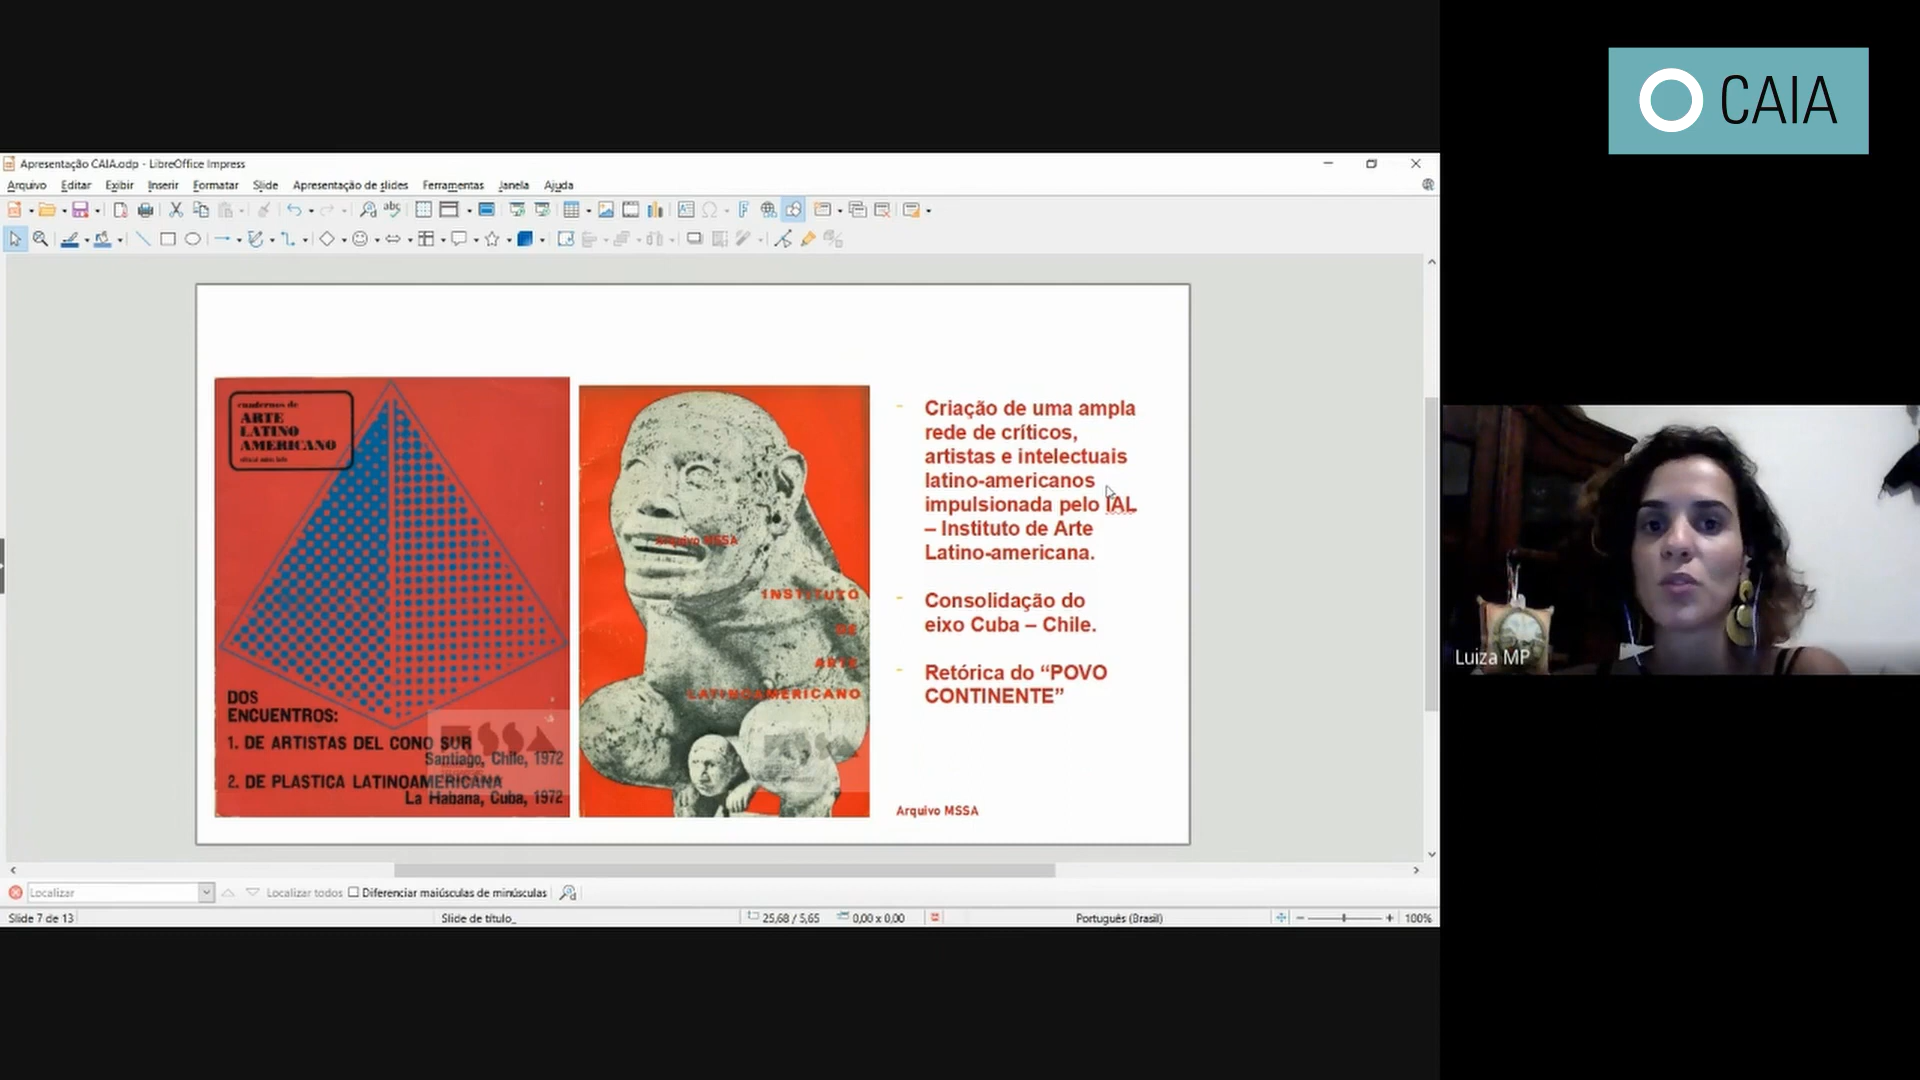 CAIA
Apresentação CAIA.odp - LibreOffice Impress
Arquivo Editar Exibir Inserir Formatar Slide Apresentação de slides Ferramentas Janela Ajuda
cuadernos de
ARTE
LATINO
AMERICANO
DOS
ENCUENTROS:
1. DE ARTISTAS DEL CONO SUR
Santiago, Chile, 1972
2. DE PLASTICA LATINOAMERICANA
La Habana, Cuba, 1972
Arquivo MSSA
INSTITUTO
DE
ARTE
LATINOAMERICANO
- Criação de uma ampla
rede de críticos,
artistas e intelectuais
latino-americanos
impulsionada pelo IAL
– Instituto de Arte
Latino-americana.
- Consolidação do
eixo Cuba – Chile.
- Retórica do “POVO
CONTINENTE”
Arquivo MSSA
Luiza MP
Localizar Localizar todos Diferenciar maiúsculas de minúsculas
Slide 7 de 13 Slide de título_ 25,68 / 5,65 0,00 x 0,00 Português (Brasil) 100%